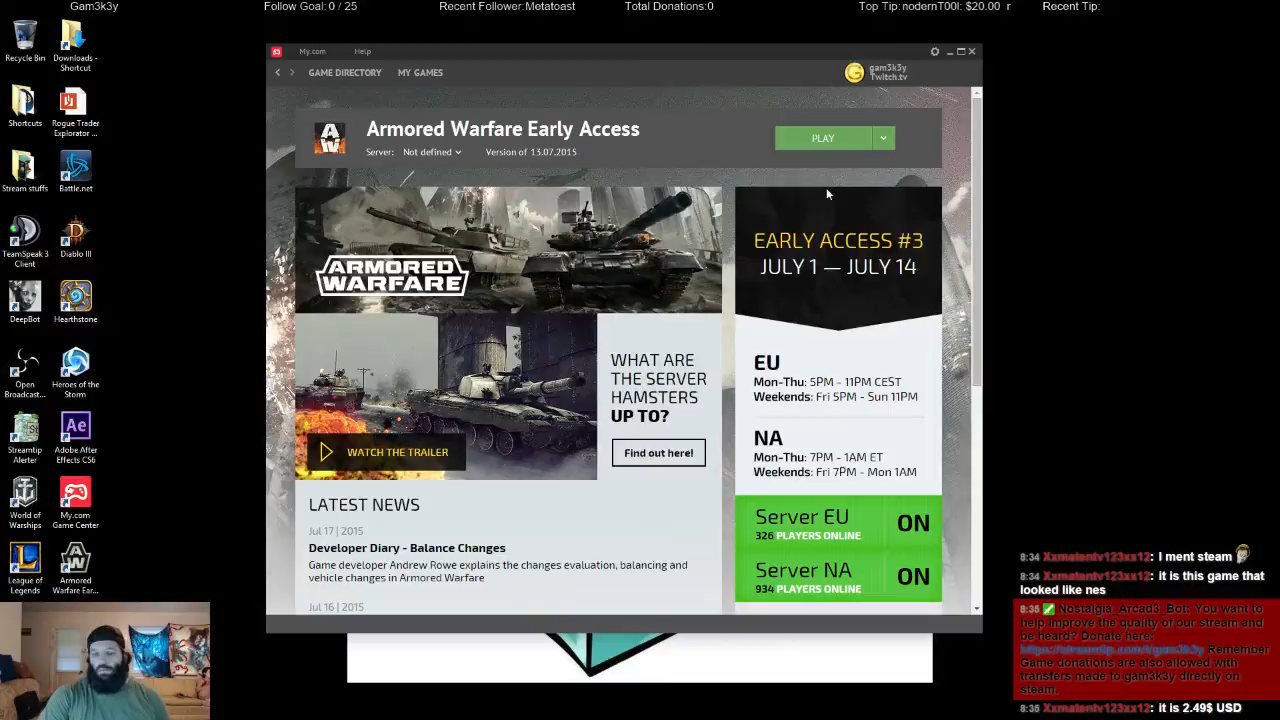 Gam3k3y
Follow Goal: 0 / 25
Recent Follower:Metatoast
Total Donations:0
Top Tip:nodernT00l: $20.00 r
Recent Tip:
My.com
Help
GAME DIRECTORY
MY GAMES
gam3k3y
Twitch.tv
Recycle Bin
Downloads -
Shortcut
Shortcuts
Rogue Trader
Explorator ...
Stream stuffs
Battle.net
TeamSpeak 3
Client
Diablo III
DeepBot
Hearthstone
Open
Broadcast...
Heroes of the
Storm
Streamtip
Alerter
Adobe After
Effects CS6
World of
Warships
My.com
Game Center
League of
Legends
Armored
Warfare Ear...
Armored Warfare Early Access
Server: Not defined
Version of 13.07.2015
PLAY
ARMORED
WARFARE
WATCH THE TRAILER
WHAT ARE
THE SERVER
HAMSTERS
UP TO?
Find out here!
EARLY ACCESS #3
JULY 1 — JULY 14
EU
Mon-Thu: 5PM - 11PM CEST
Weekends: Fri 5PM - Sun 11PM
NA
Mon-Thu: 7PM - 1AM ET
Weekends: Fri 7PM - Mon 1AM
Server EU
326 PLAYERS ONLINE
ON
Server NA
934 PLAYERS ONLINE
ON
LATEST NEWS
Jul 17 | 2015
Developer Diary - Balance Changes
Game developer Andrew Rowe explains the changes evaluation, balancing and
vehicle changes in Armored Warfare
Jul 16 | 2015
8:34 Xxmatentv123xx12: I ment steam
8:34 Xxmatentv123xx12: it is this game that
looked like nes
8:35 Nostalgia_Arcad3_Bot: You want to
help improve the quality of our stream and
be heard? Donate here:
https://streamtip.com/t/gam3k3y Remember
Game donations are also allowed with
transfers made to gam3k3y directly on
steam.
8:35 Xxmatentv123xx12: it is 2.49$ USD